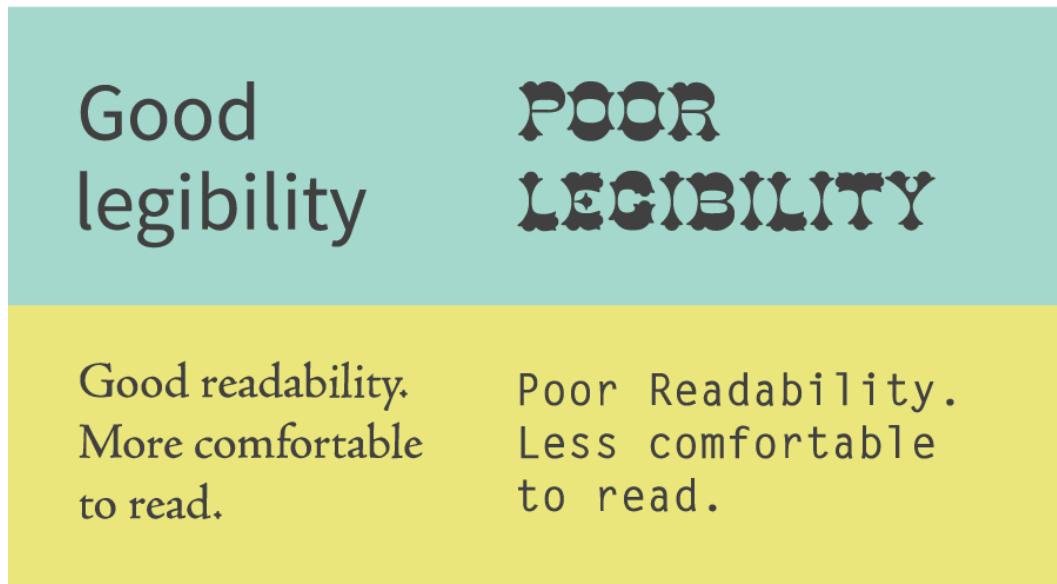 Good
legibility
POOR
LEGIBILITY
Good readability.
More comfortable
to read.
Poor Readability.
Less comfortable
to read.